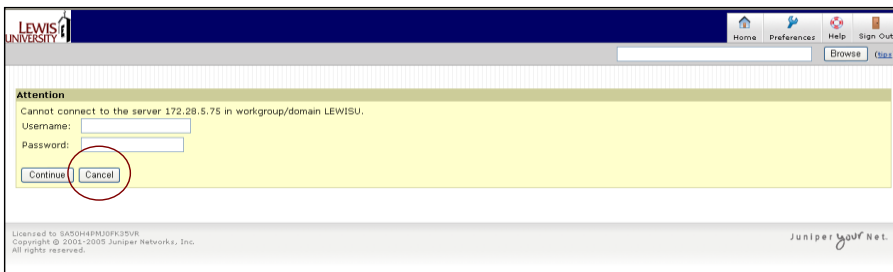 LEWIS
UNIVERSITY
Home Preferences Help Sign Out
Browse (tips
Attention
Cannot connect to the server 172.28.5.75 in workgroup/domain LEWISU.
Username:
Password:
Continue Cancel
Licensed to SA50H4PMJ0FK35VR
Copyright © 2001-2005 Juniper Networks, Inc.
All rights reserved.
Juniper your Net.